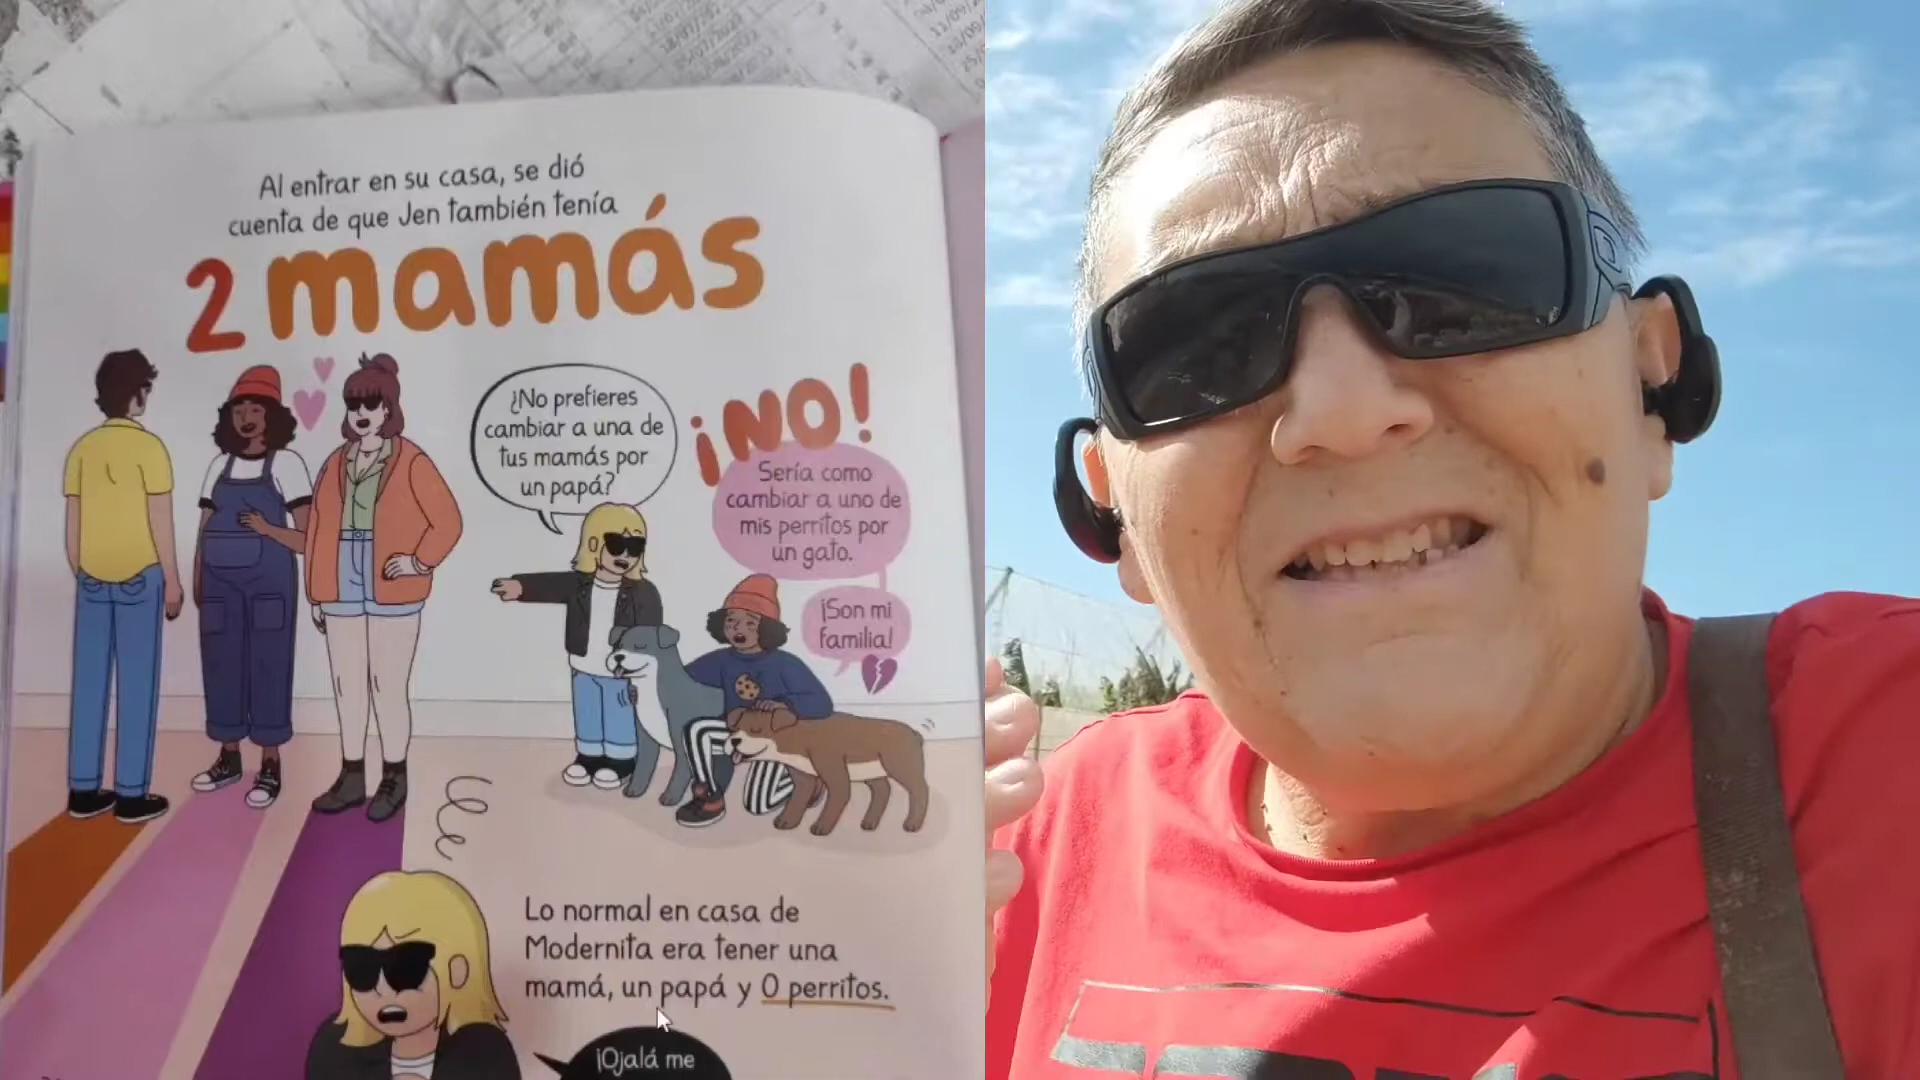 Al entrar en su casa, se dió
cuenta de que Jen también tenía
2 mamás
¿No prefieres
cambiar a una de
tus mamás por
un papá?
¡NO!
Sería como
cambiar a uno de
mis perritos por
un gato.
¡Son mi
familia!
Lo normal en casa de
Modernita era tener una
mamá, un papá y 0 perritos.
¡Ojalá me